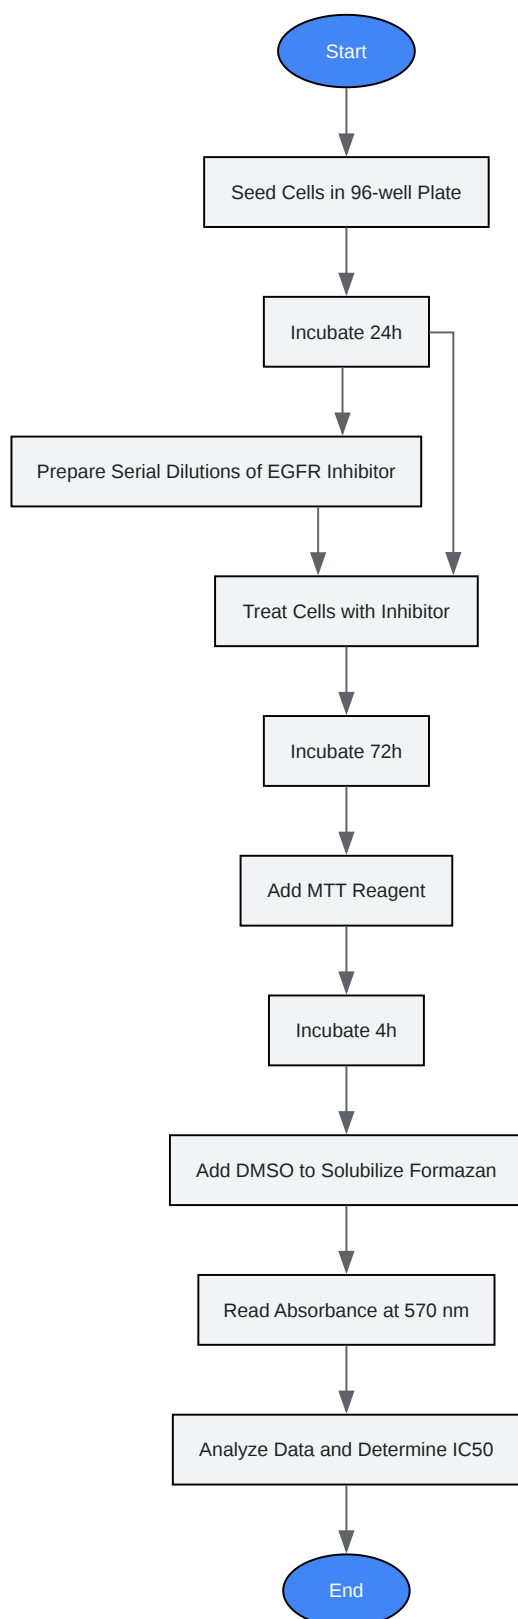 Start
Seed Cells in 96-well Plate
Incubate 24h
Prepare Serial Dilutions of EGFR Inhibitor
Treat Cells with Inhibitor
Incubate 72h
Add MTT Reagent
Incubate 4h
Add DMSO to Solubilize Formazan
Read Absorbance at 570 nm
Analyze Data and Determine IC50
End